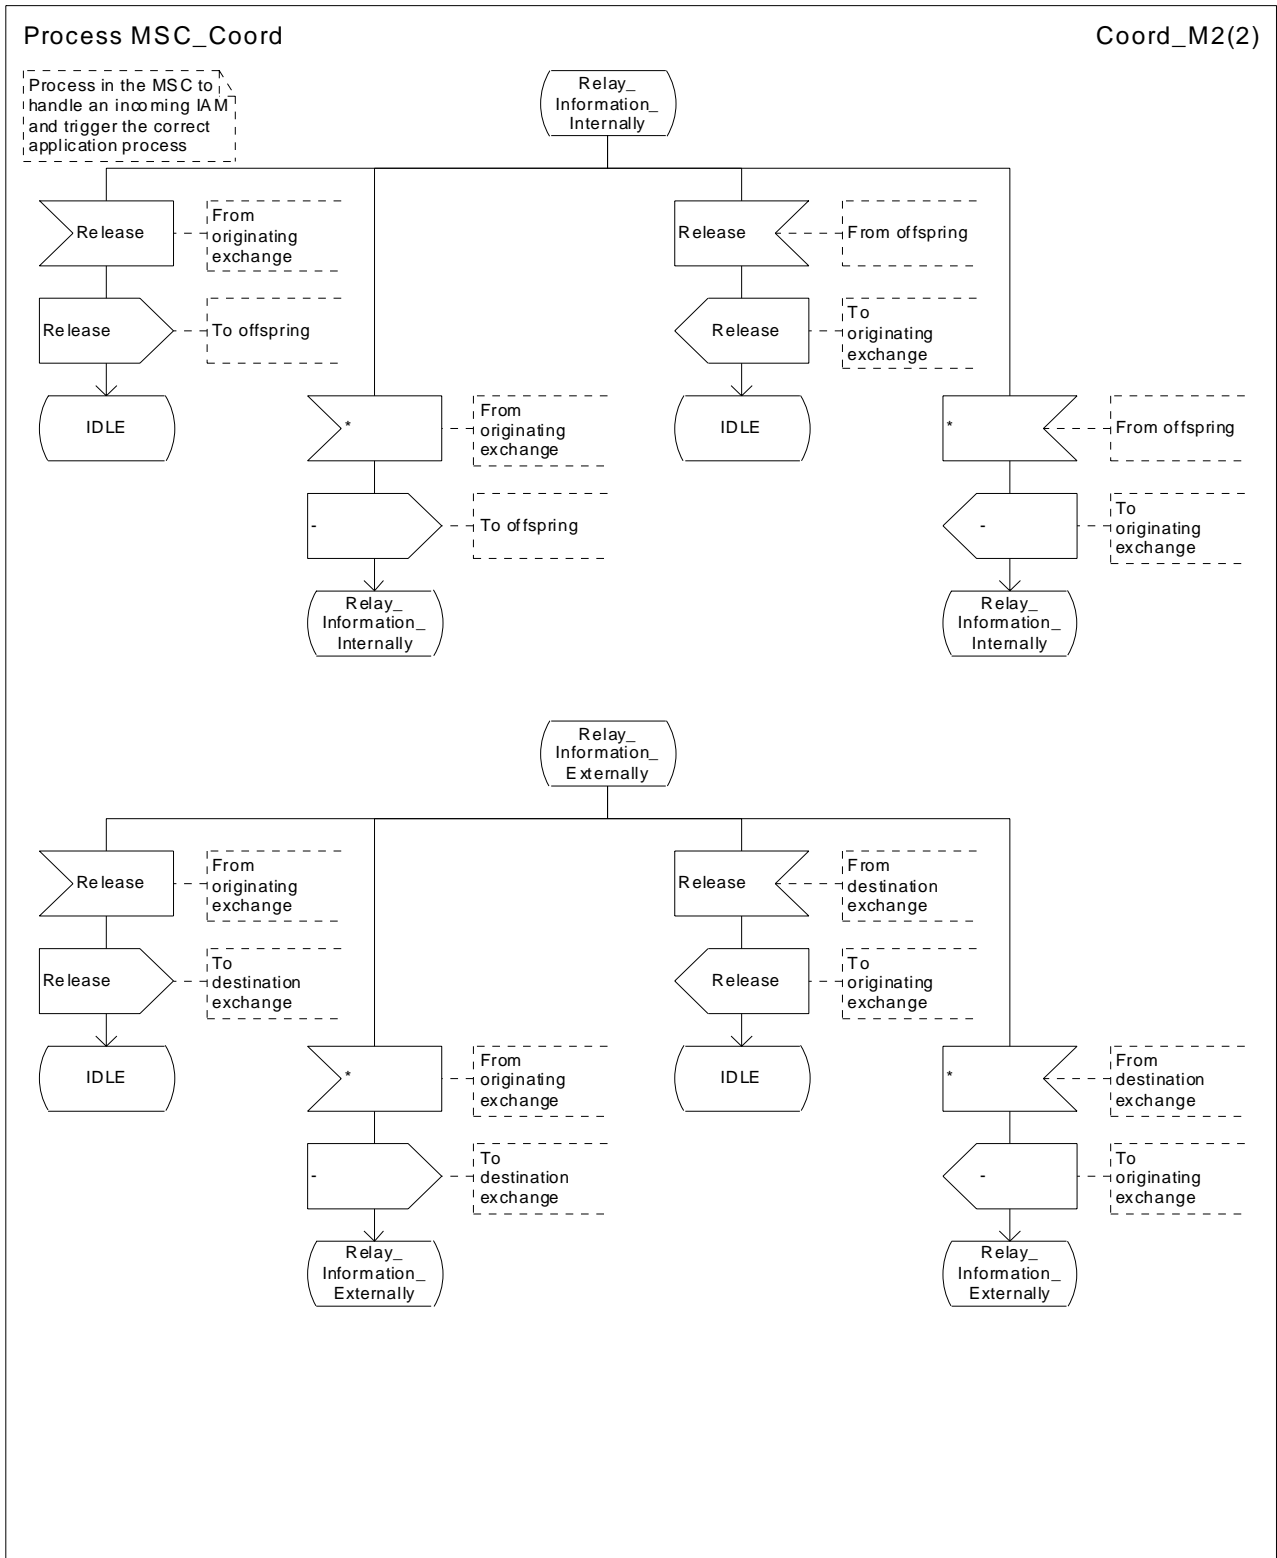 Process MSC_Coord
Coord_M2(2)
Process in the MSC to
handle an incoming IAM
and trigger the correct
application process
Relay_
Information_
Internally
Release
From
originating
exchange
Release
From offspring
Release
To offspring
Release
To
originating
exchange
IDLE
*
From
originating
exchange
IDLE
*
From offspring
-
To offspring
-
To
originating
exchange
Relay_
Information_
Internally
Relay_
Information_
Internally
Relay_
Information_
Externally
Release
From
originating
exchange
Release
From
destination
exchange
Release
To
destination
exchange
Release
To
originating
exchange
IDLE
*
From
originating
exchange
IDLE
*
From
destination
exchange
-
To
destination
exchange
-
To
originating
exchange
Relay_
Information_
Externally
Relay_
Information_
Externally